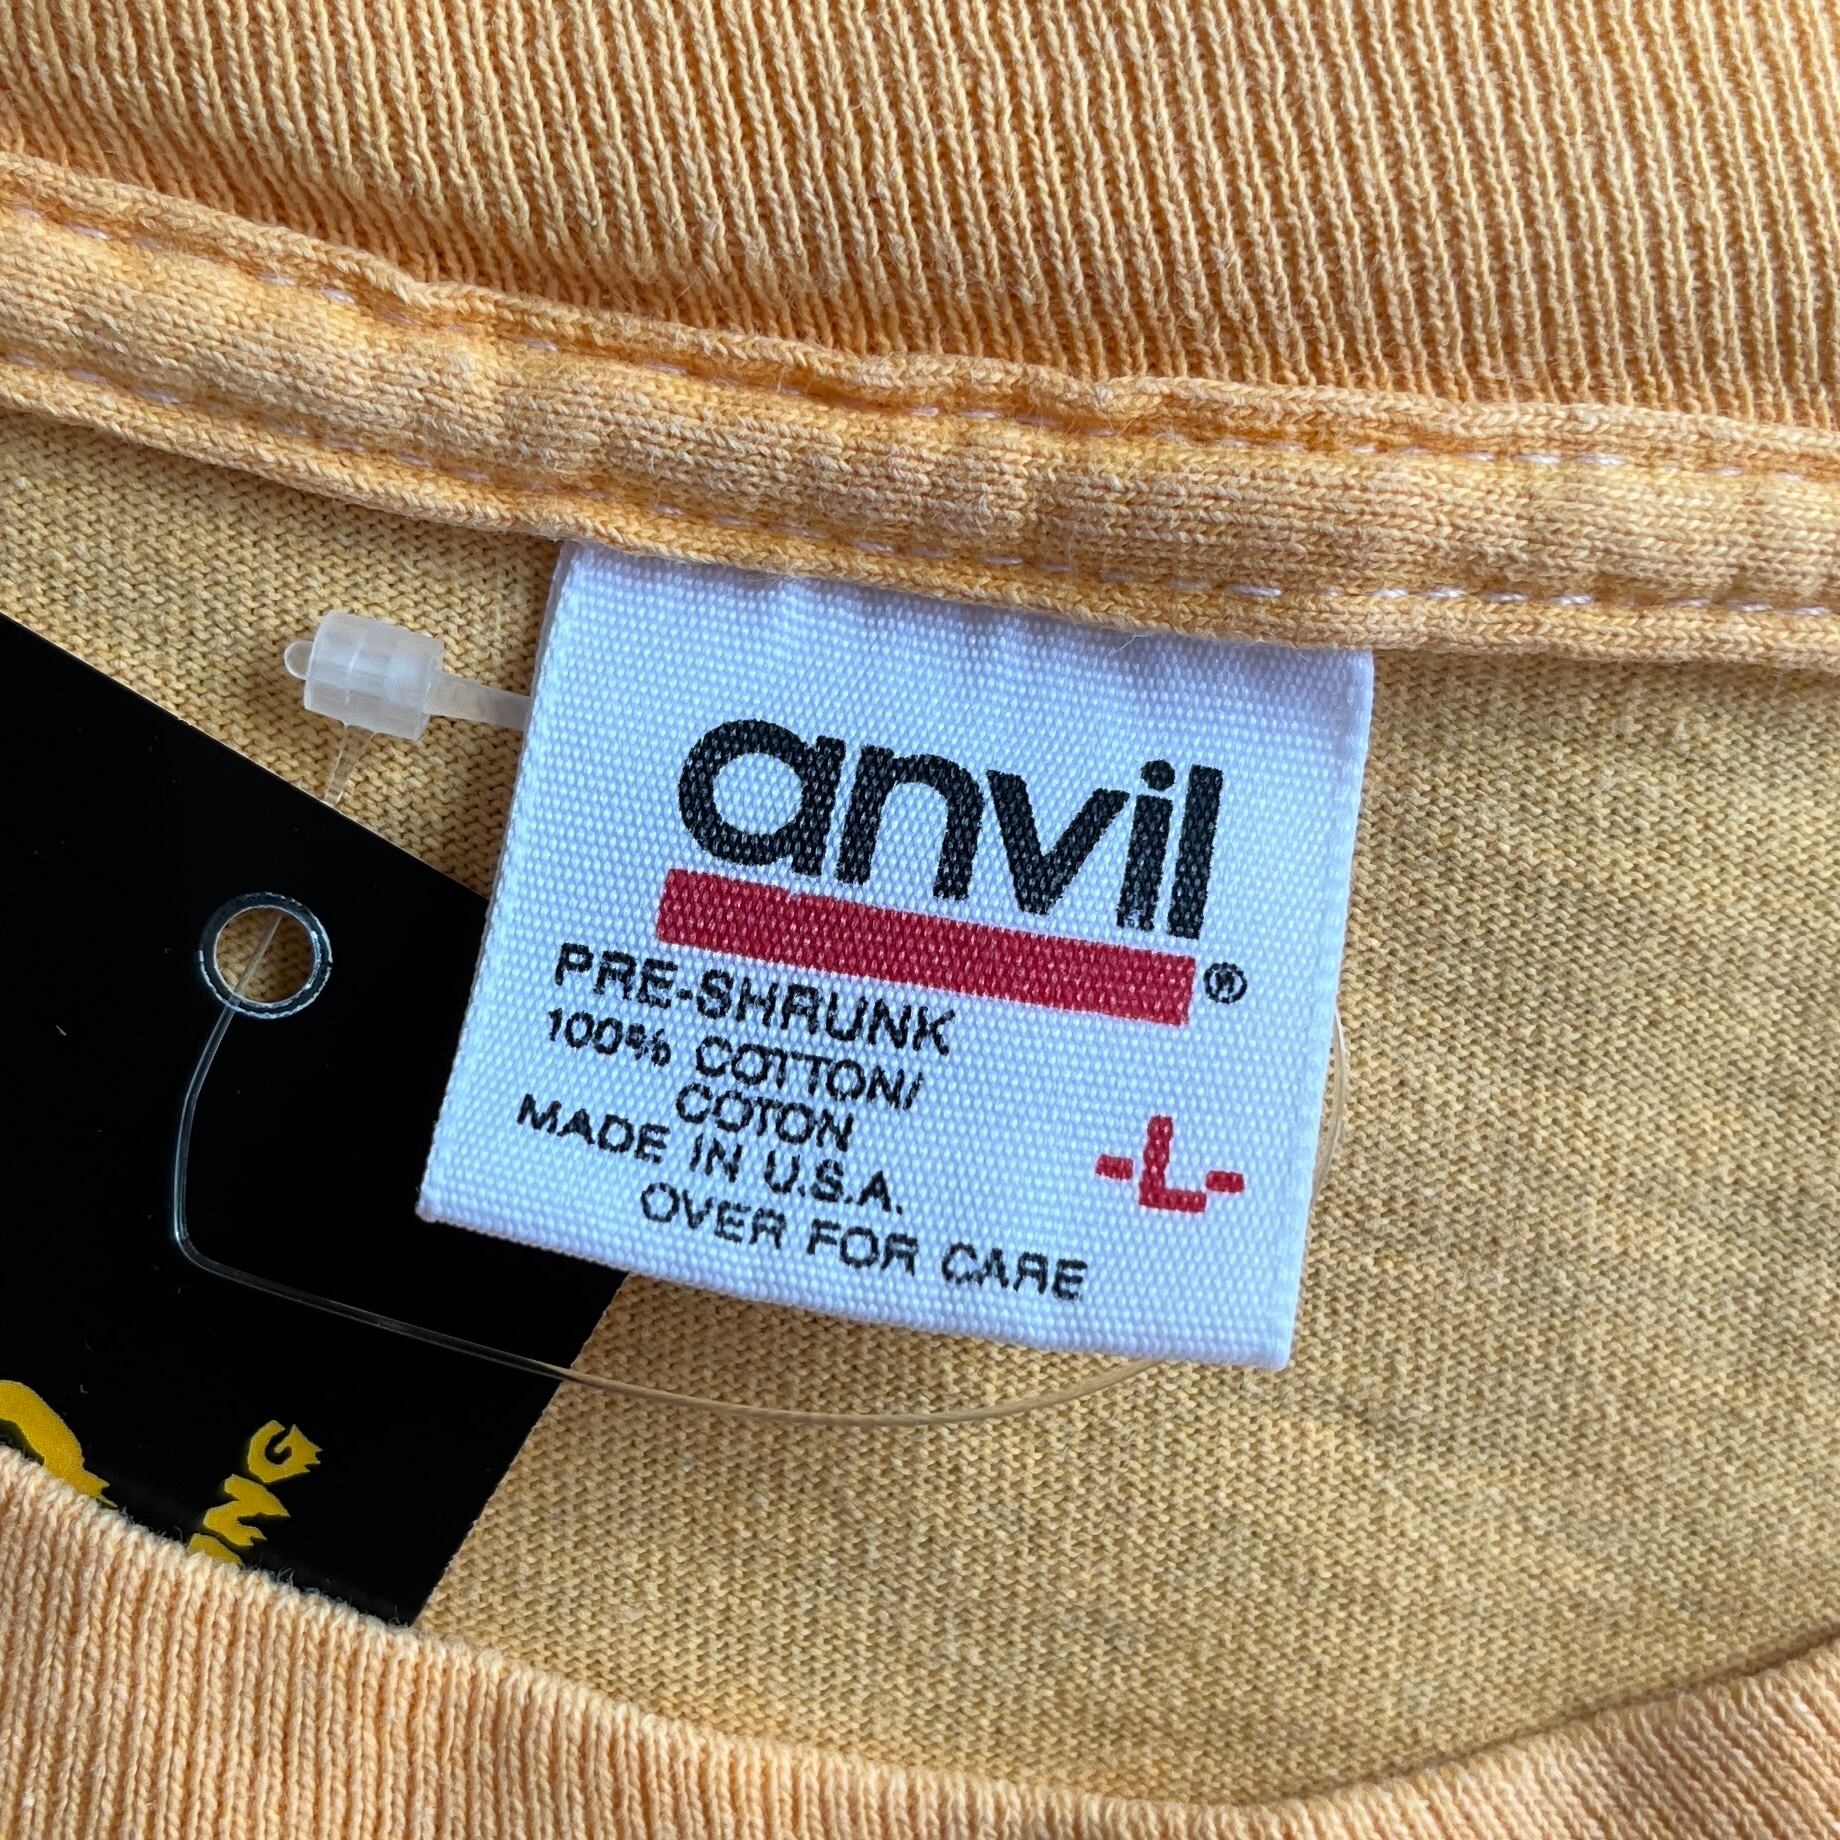 anvil®
PRE-SHRUNK
100% COTTON/
COTON
MADE IN U.S.A.
-L-
OVER FOR CARE